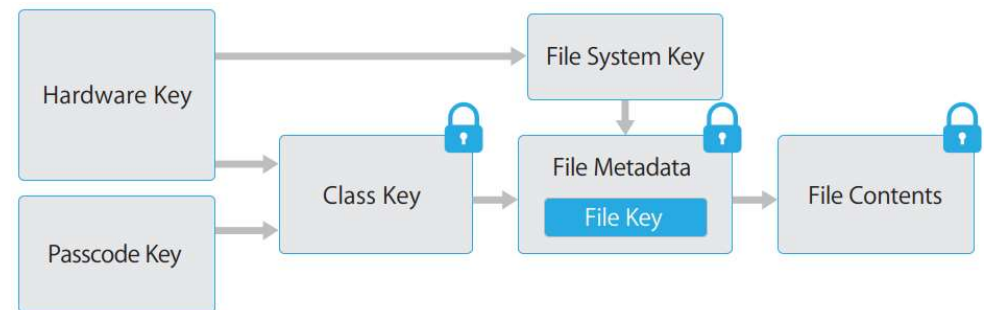 Hardware Key
File System Key
Class Key
File Metadata
File Key
File Contents
Passcode Key